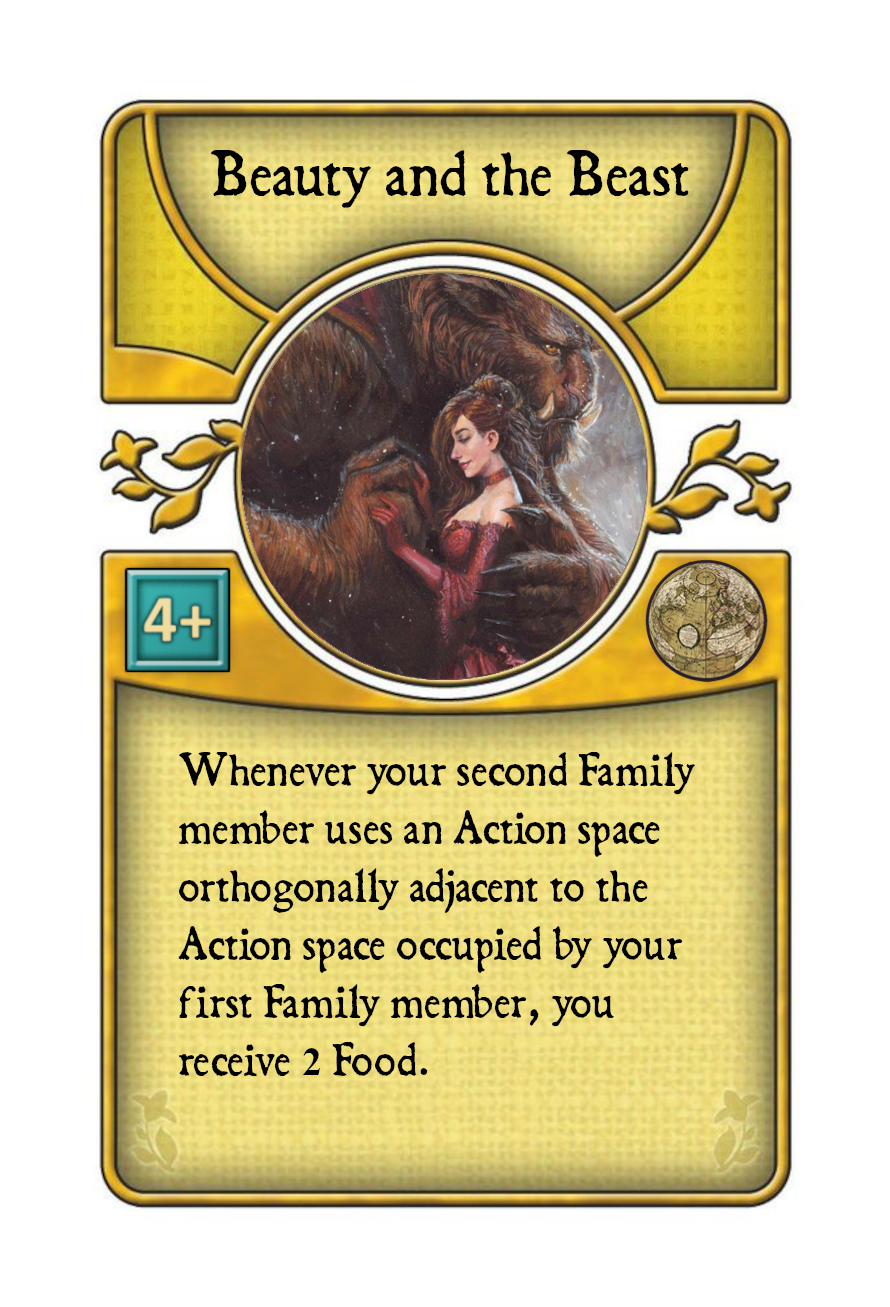 Beauty and the Beast
4+
Whenever your second Family
member uses an Action space
orthogonally adjacent to the
Action space occupied by your
first Family member, you
receive 2 Food.